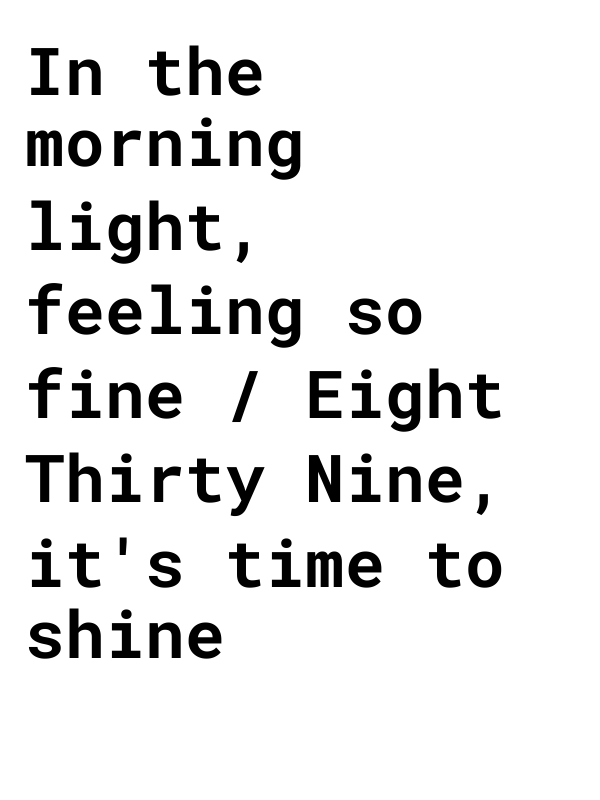 In the
morning
light,
feeling so
fine / Eight
Thirty Nine,
it's time to
shine